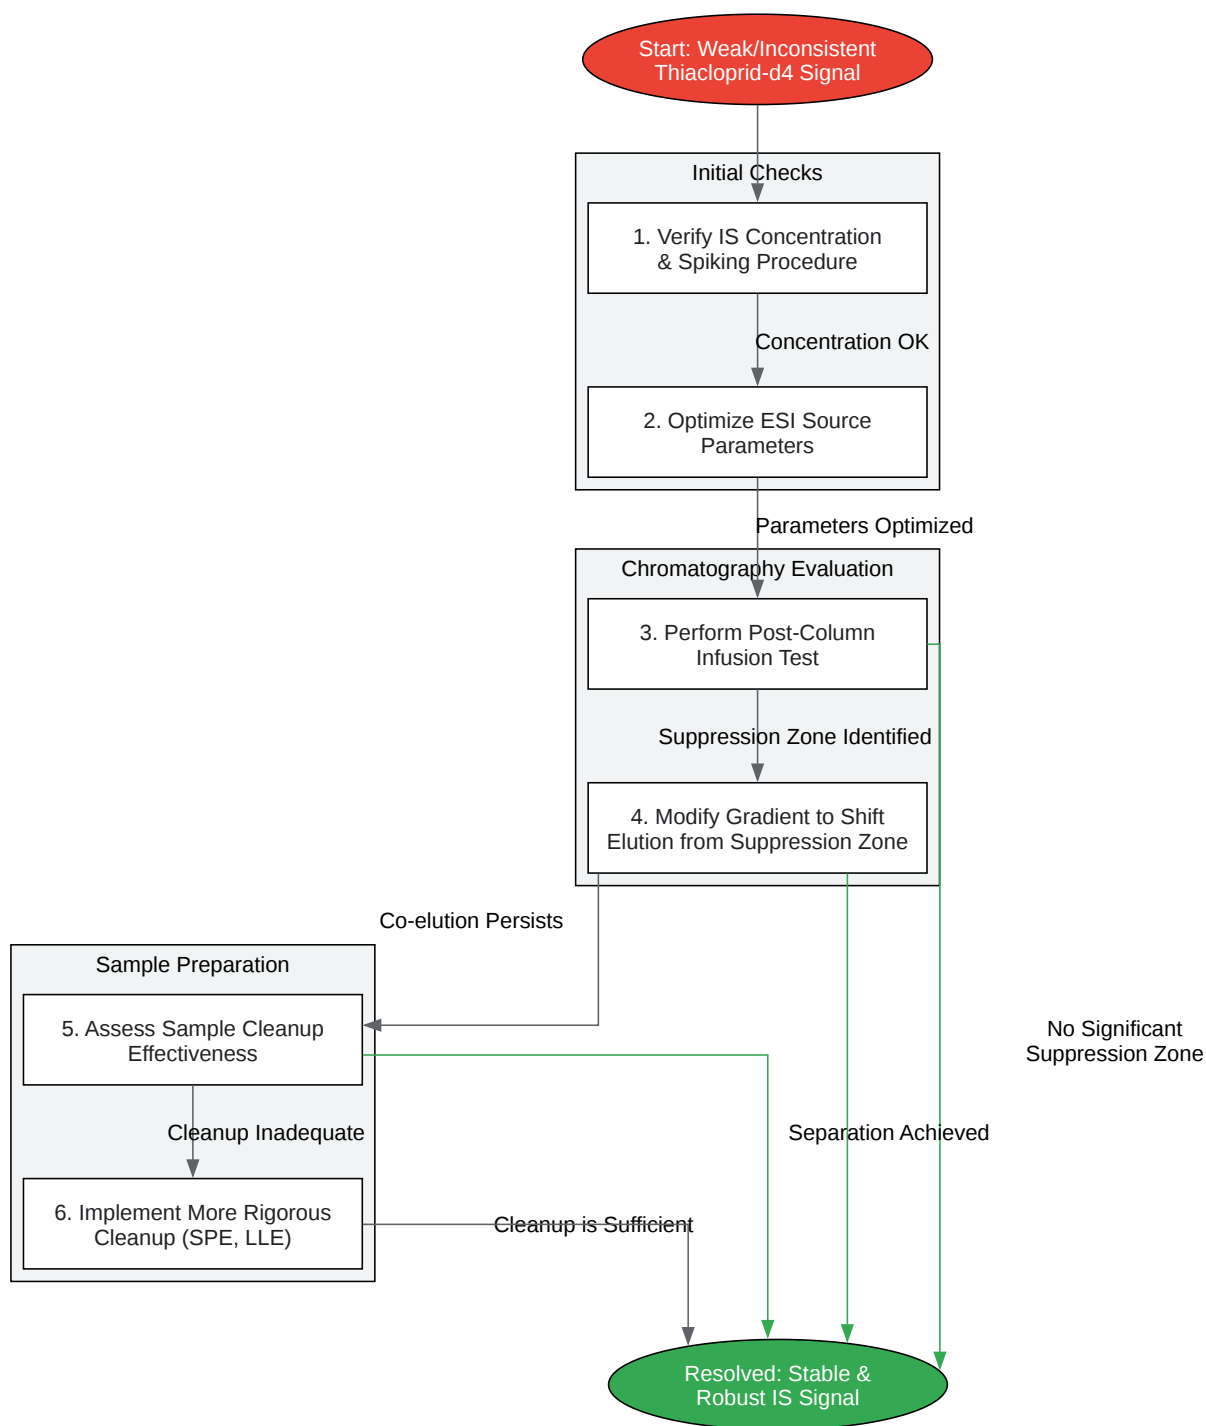 Start: Weak/Inconsistent
Thiacloprid-d4 Signal
Initial Checks
1. Verify IS Concentration
& Spiking Procedure
Concentration OK
2. Optimize ESI Source
Parameters
Parameters Optimized
Chromatography Evaluation
3. Perform Post-Column
Infusion Test
Suppression Zone Identified
4. Modify Gradient to Shift
Elution from Suppression Zone
Co-elution Persists
Sample Preparation
5. Assess Sample Cleanup
Effectiveness
No Significant
Suppression Zone
Cleanup Inadequate
Separation Achieved
6. Implement More Rigorous
Cleanup (SPE, LLE)
Cleanup is Sufficient
Resolved: Stable &
Robust IS Signal